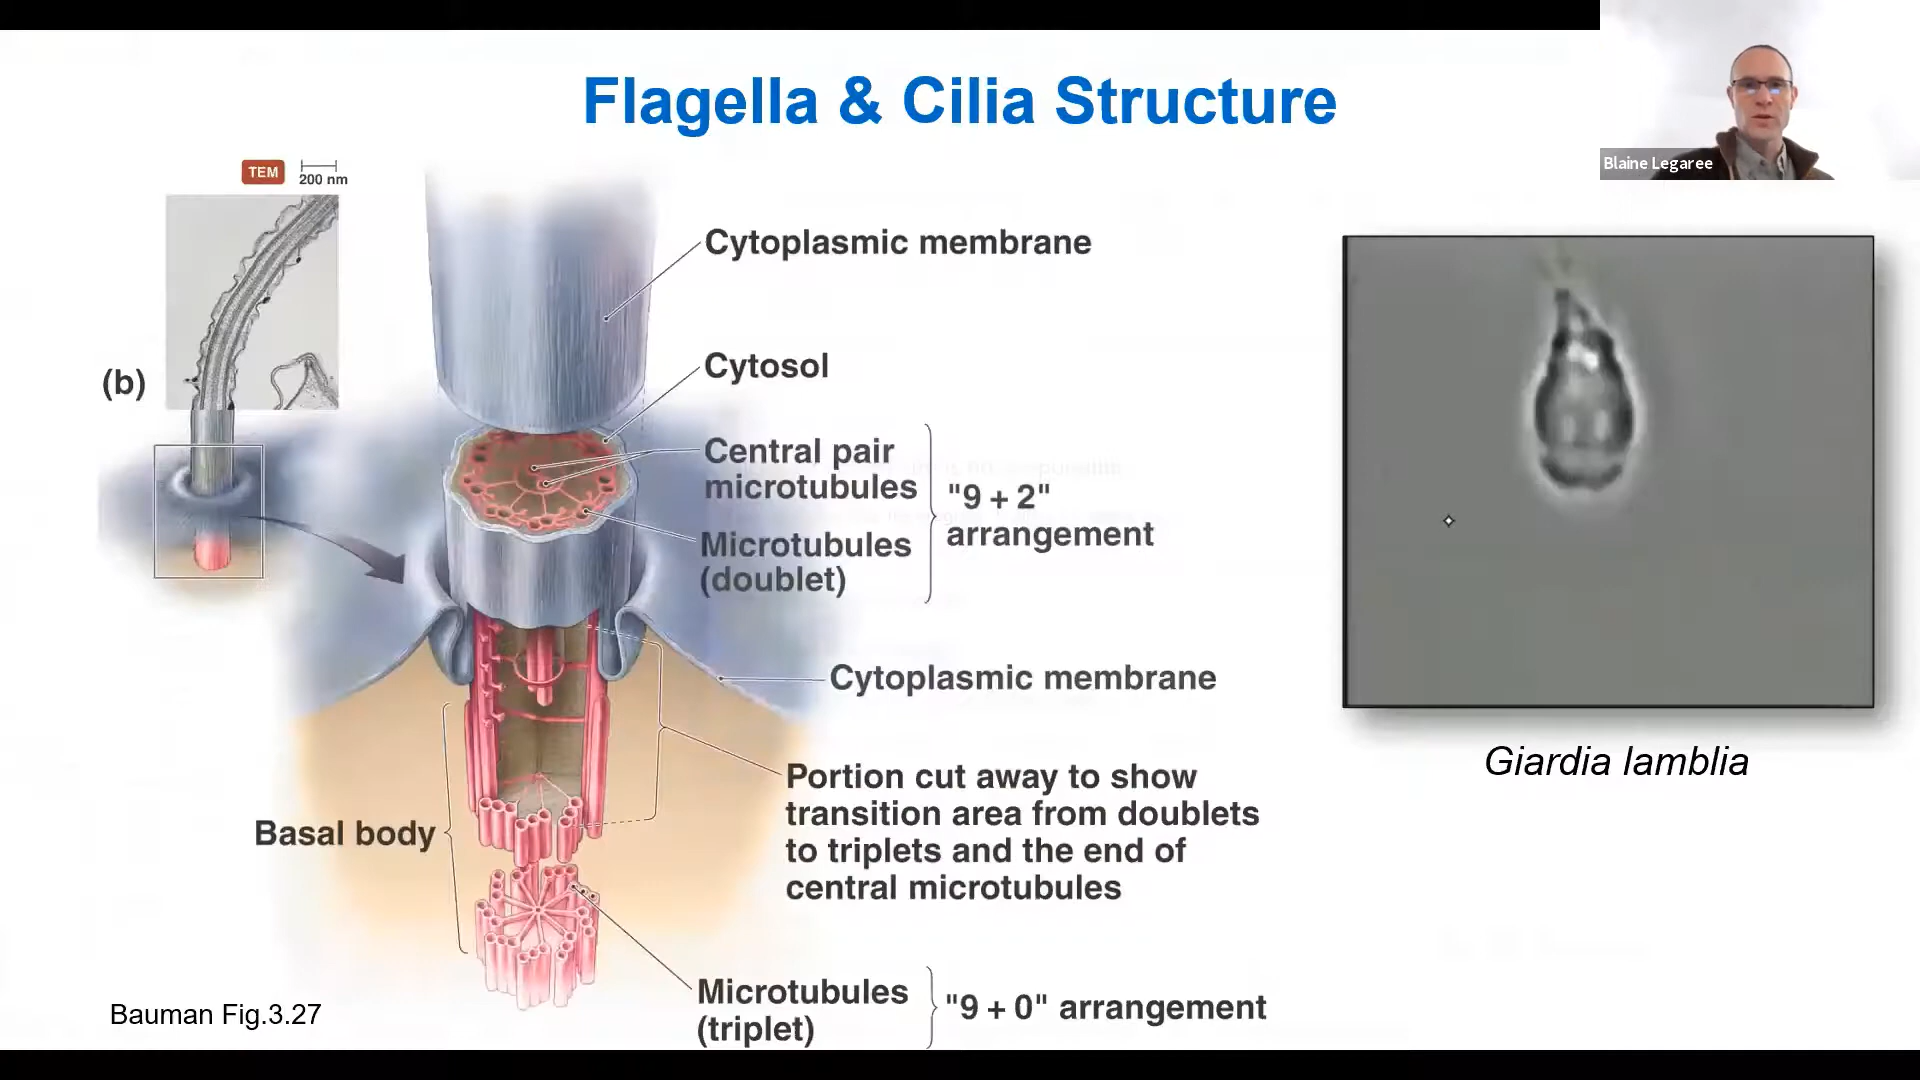 Flagella & Cilia Structure
Blaine Legaree
TEM
200 nm
(b)
Cytoplasmic membrane
Cytosol
Central pair
microtubules
"9 + 2"
arrangement
Microtubules
(doublet)
Cytoplasmic membrane
Portion cut away to show
transition area from doublets
to triplets and the end of
central microtubules
Basal body
Microtubules
(triplet)
"9 + 0" arrangement
Giardia lamblia
Bauman Fig.3.27